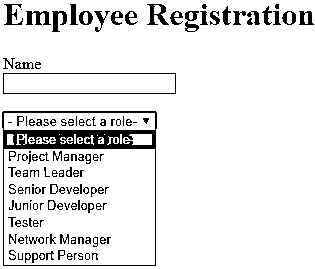 Employee Registration
Name
- Please select a role-
- Please select a role-
Project Manager
Team Leader
Senior Developer
Junior Developer
Tester
Network Manager
Support Person